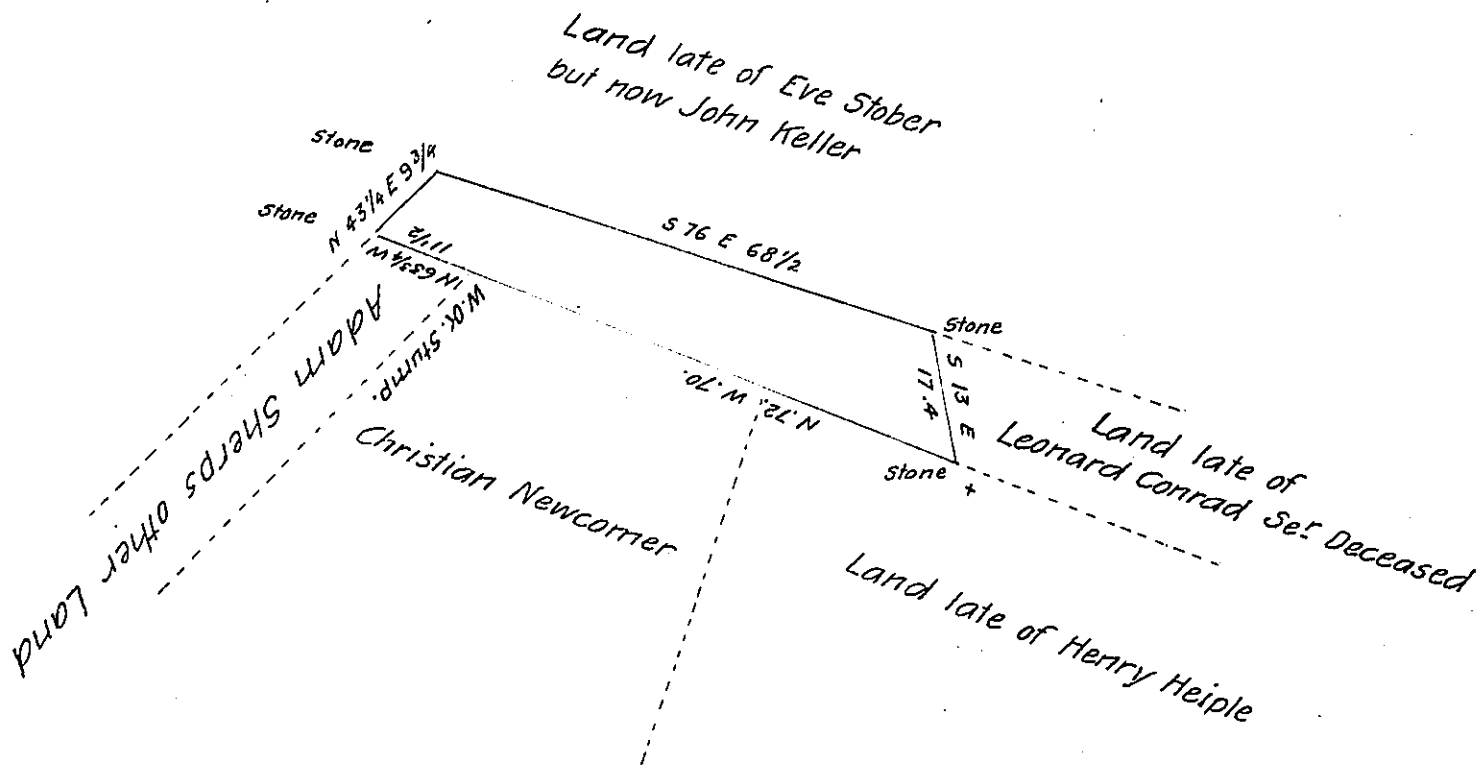 Land late of Eve Stober
but now John Keller
Stone
Stone
N 43 1/4 E 9 3/4
11 1/2
N 63 3/4 W
S 76 E 68 1/2
Stone
S 13 E
17.4
W.OK. Stump.
Adam Sherps other Land
N. 72. W. 70.
Stone +
Land late of
Leonard Conrad Ser. Deceased
Christian Newcomer
Land late of Henry Heiple